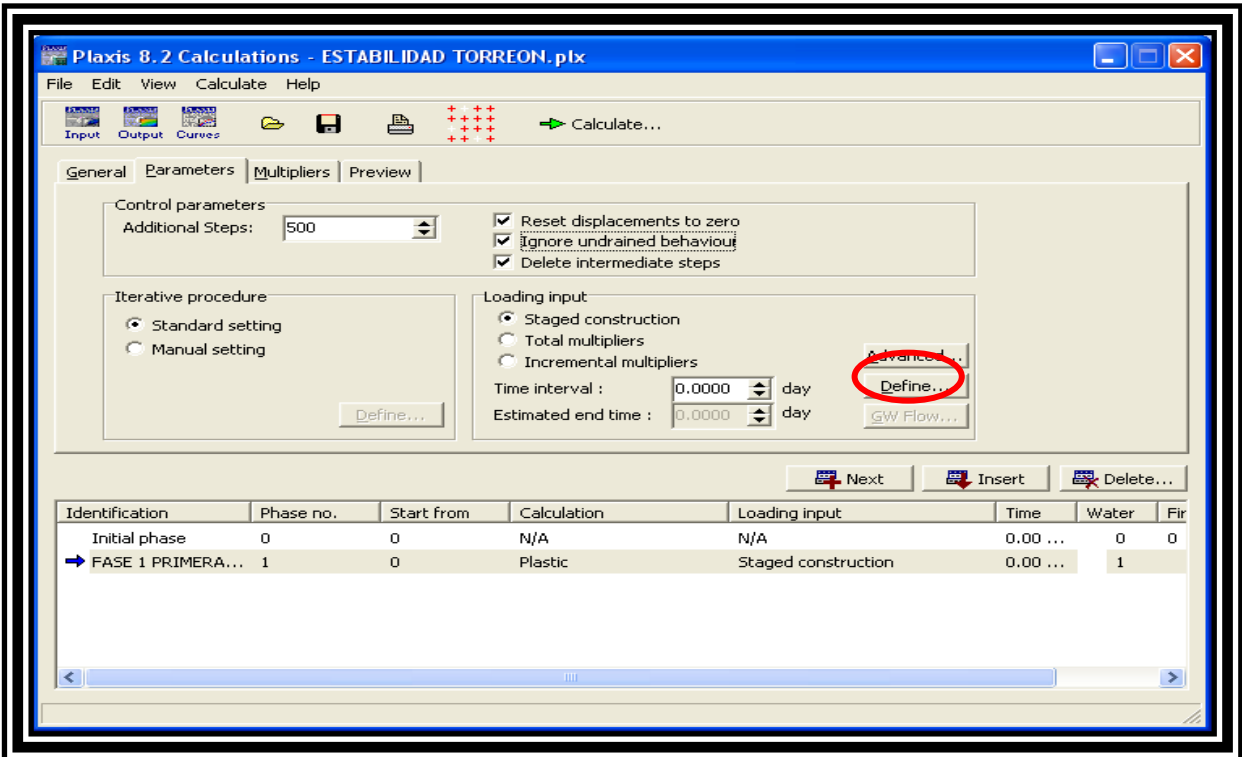 Plaxis 8.2 Calculations - ESTABILIDAD TORREON.plx
File Edit View Calculate Help
Input Output Curves Calculate...
General Parameters Multipliers Preview
Control parameters
Additional Steps: 500
Reset displacements to zero
Ignore undrained behaviour
Delete intermediate steps
Iterative procedure
Standard setting
Manual setting
Define...
Loading input
Staged construction
Total multipliers
Incremental multipliers
Advanced...
Time interval : 0.0000 day Define...
Estimated end time : 0.0000 day GW Flow...
Next Insert Delete...
Identification Phase no. Start from Calculation Loading input Time Water Fir
Initial phase 0 0 N/A N/A 0.00 ... 0 0
FASE 1 PRIMERA... 1 0 Plastic Staged construction 0.00 ... 1